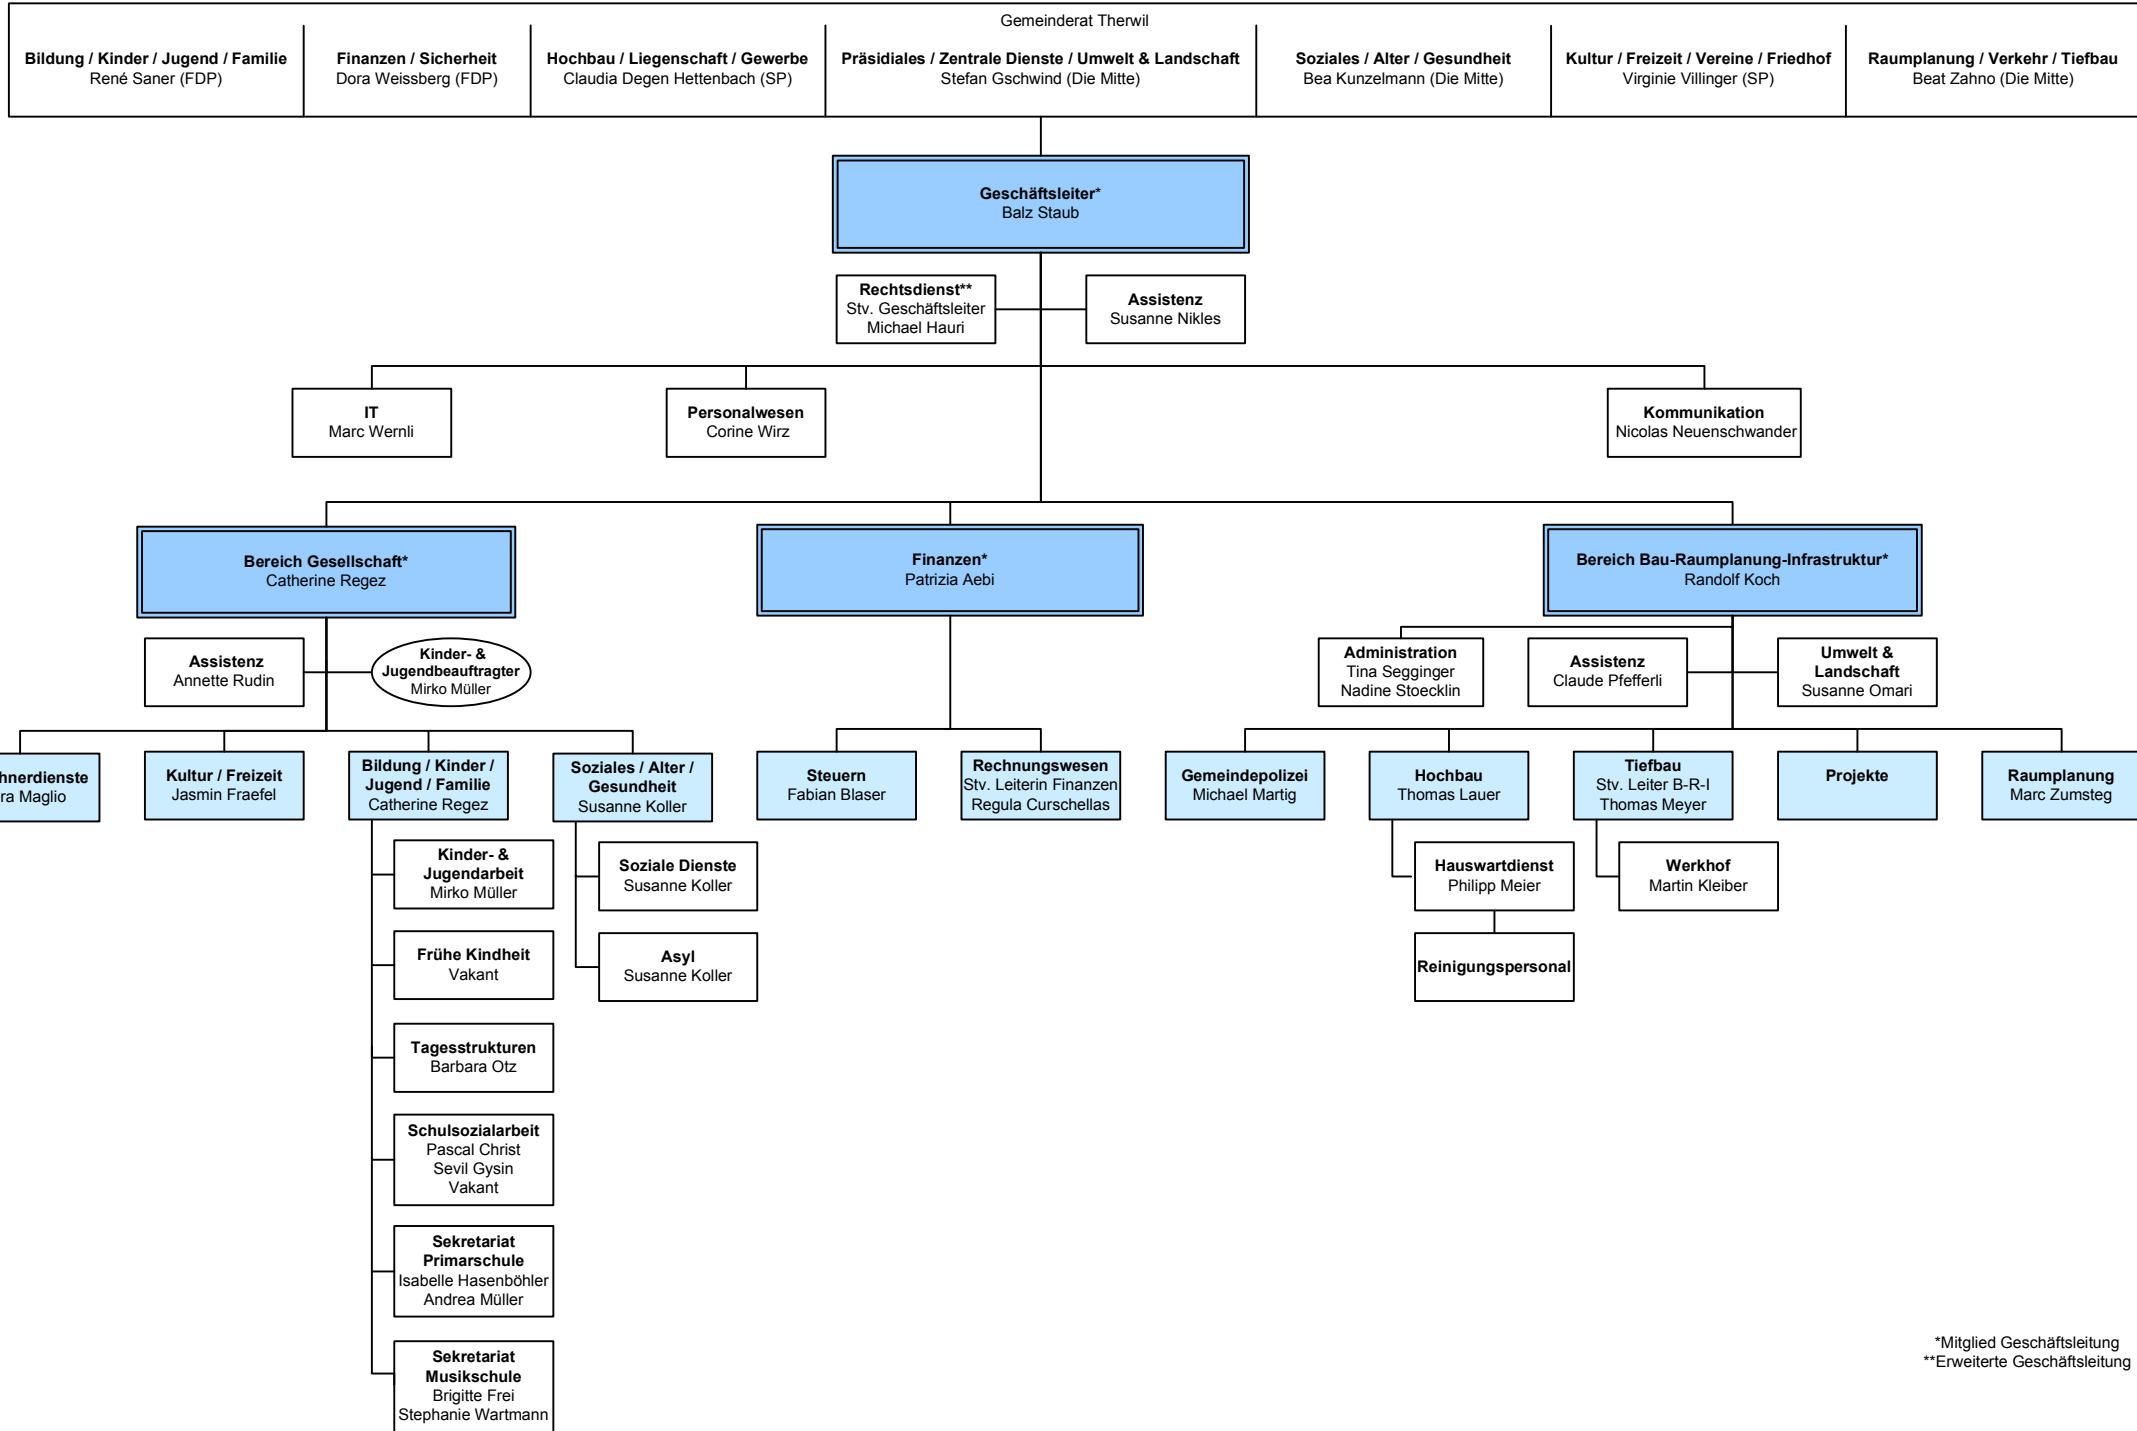 Gemeinderat Therwil
Bildung / Kinder / Jugend / Familie
René Saner (FDP)
Finanzen / Sicherheit
Dora Weissberg (FDP)
Hochbau / Liegenschaft / Gewerbe
Claudia Degen Hettenbach (SP)
Präsidiales / Zentrale Dienste / Umwelt & Landschaft
Stefan Gschwind (Die Mitte)
Soziales / Alter / Gesundheit
Bea Kunzelmann (Die Mitte)
Kultur / Freizeit / Vereine / Friedhof
Virginie Villinger (SP)
Raumplanung / Verkehr / Tiefbau
Beat Zahno (Die Mitte)
Geschäftsleiter*
Balz Staub
Rechtsdienst**
Stv. Geschäftsleiter
Michael Hauri
Assistenz
Susanne Nikles
IT
Marc Wernli
Personalwesen
Corine Wirz
Kommunikation
Nicolas Neuenschwander
Bereich Gesellschaft*
Catherine Regez
Finanzen*
Patrizia Aebi
Bereich Bau-Raumplanung-Infrastruktur*
Randolf Koch
Assistenz
Annette Rudin
Kinder- &
Jugendbeauftragter
Mirko Müller
Administration
Tina Segginger
Nadine Stoecklin
Assistenz
Claude Pfefferli
Umwelt &
Landschaft
Susanne Omari
hnerdienste
ra Maglio
Kultur / Freizeit
Jasmin Fraefel
Bildung / Kinder /
Jugend / Familie
Catherine Regez
Soziales / Alter /
Gesundheit
Susanne Koller
Steuern
Fabian Blaser
Rechnungswesen
Stv. Leiterin Finanzen
Regula Curschellas
Gemeindepolizei
Michael Martig
Hochbau
Thomas Lauer
Tiefbau
Stv. Leiter B-R-I
Thomas Meyer
Projekte
Raumplanung
Marc Zumsteg
Kinder- &
Jugendarbeit
Mirko Müller
Soziale Dienste
Susanne Koller
Hauswartdienst
Philipp Meier
Werkhof
Martin Kleiber
Frühe Kindheit
Vakant
Asyl
Susanne Koller
Reinigungspersonal
Tagesstrukturen
Barbara Otz
Schulsozialarbeit
Pascal Christ
Sevil Gysin
Vakant
Sekretariat
Primarschule
Isabelle Hasenböhler
Andrea Müller
Sekretariat
Musikschule
Brigitte Frei
Stephanie Wartmann
*Mitglied Geschäftsleitung
**Erweiterte Geschäftsleitung